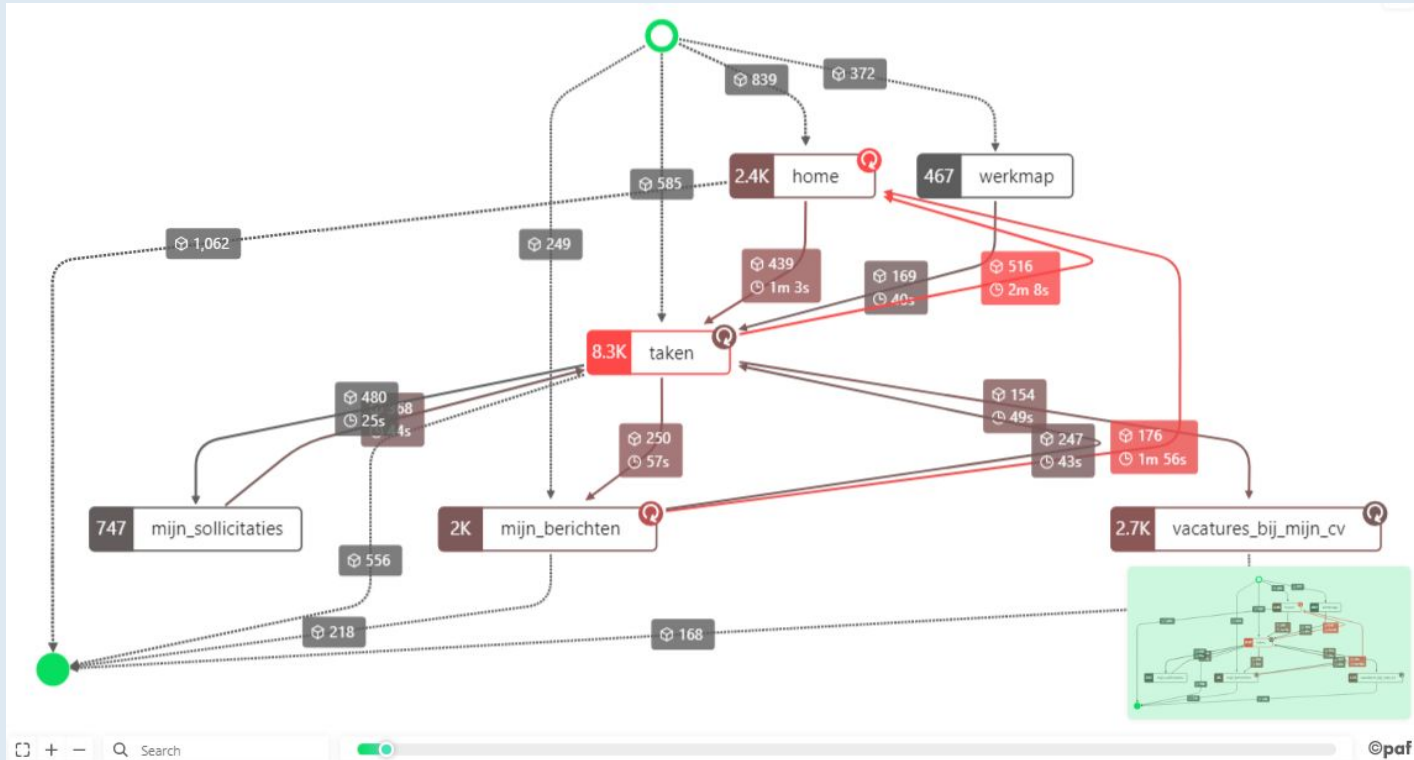 372
839
2.4K home
467 werkmap
585
1,062
249
439
1m 3s
169
40s
516
2m 8s
8.3K taken
480
25s
154
49s
250
57s
247
43s
176
1m 56s
747 mijn_sollicitaties
2K mijn_berichten
2.7K vacatures_bij_mijn_cv
556
218
168
Search
©paf